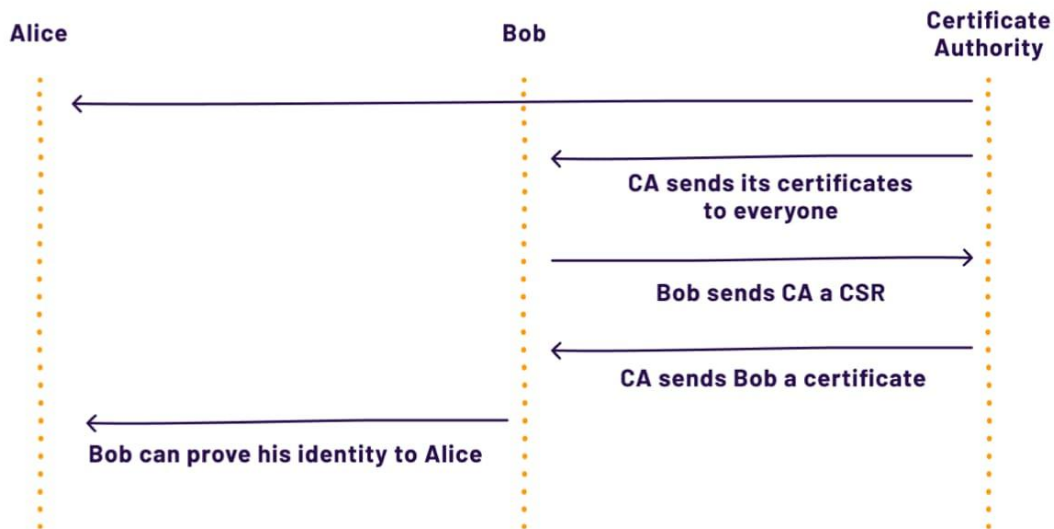 Alice
Bob
Certificate
Authority
CA sends its certificates
to everyone
Bob sends CA a CSR
CA sends Bob a certificate
Bob can prove his identity to Alice